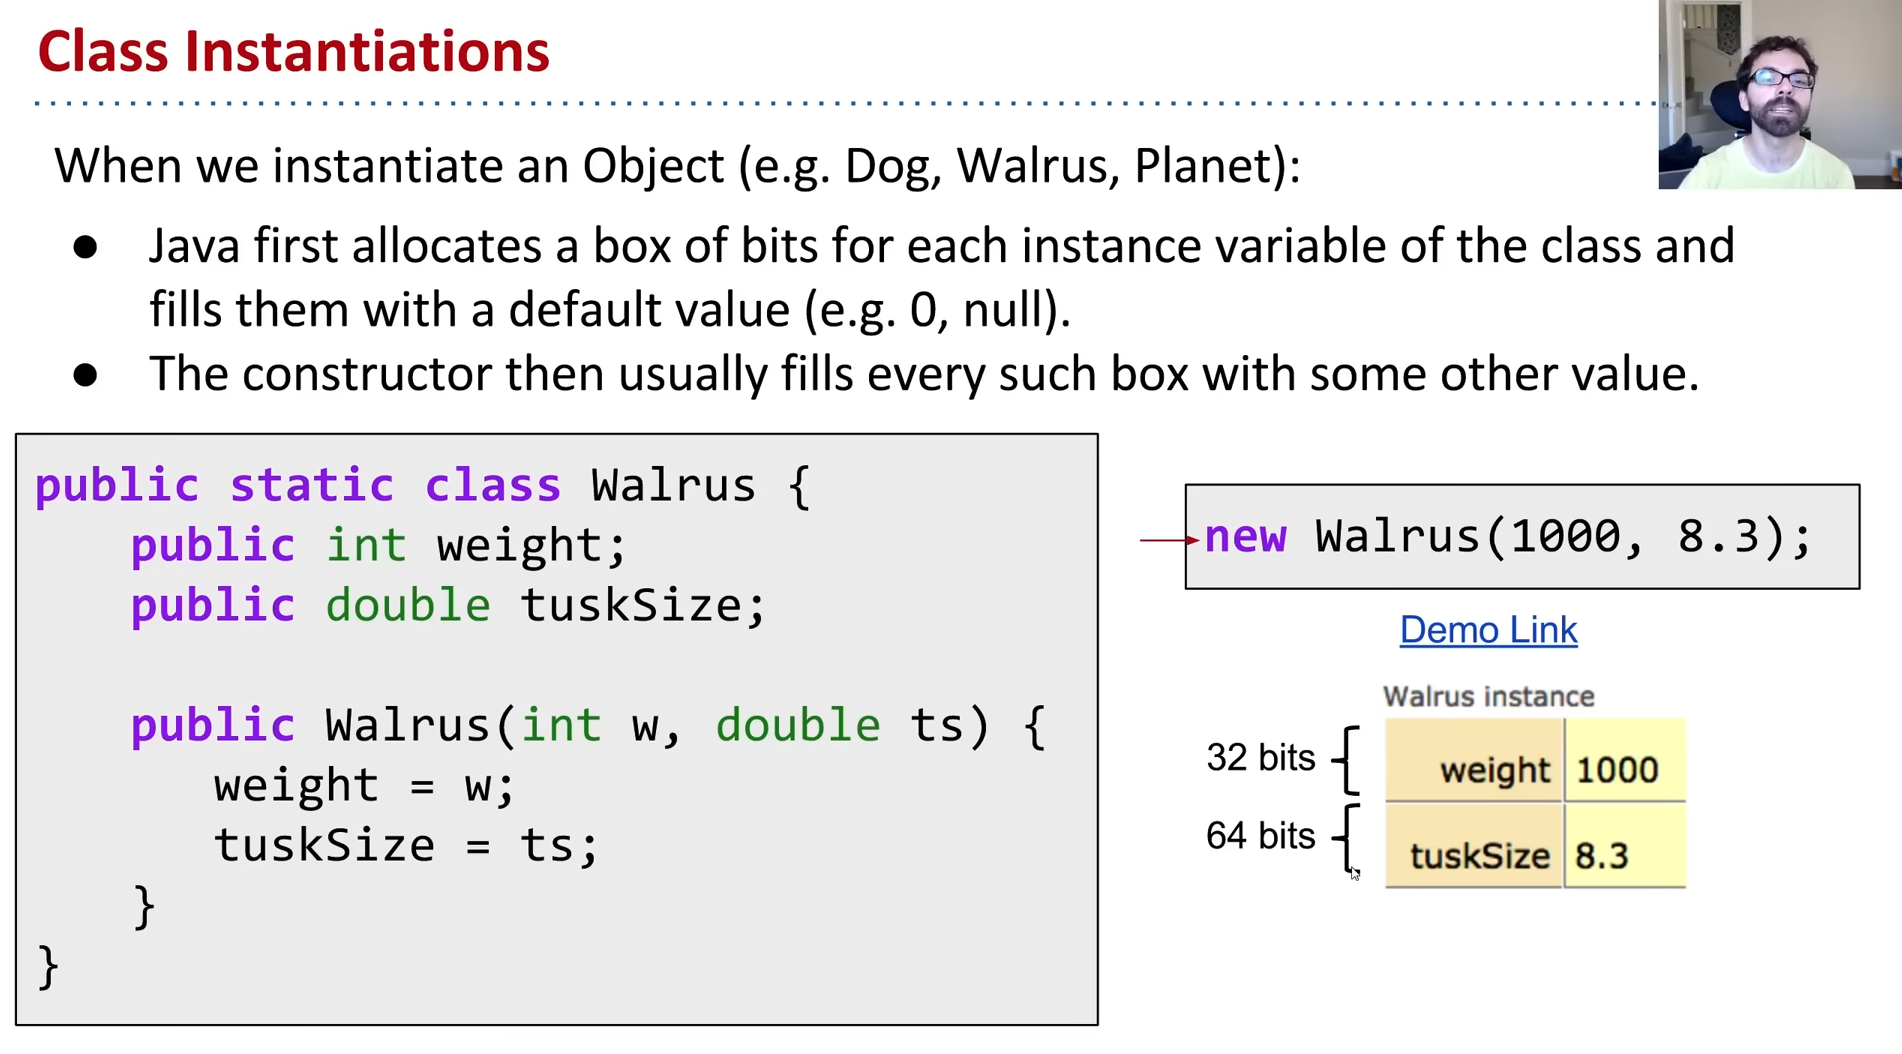 Class Instantiations
When we instantiate an Object (e.g. Dog, Walrus, Planet):
● Java first allocates a box of bits for each instance variable of the class and
fills them with a default value (e.g. 0, null).
● The constructor then usually fills every such box with some other value.
public static class Walrus {
    public int weight;
    public double tuskSize;

    public Walrus(int w, double ts) {
        weight = w;
        tuskSize = ts;
    }
}
new Walrus(1000, 8.3);
Demo Link
Walrus instance
32 bits { weight 1000
64 bits { tuskSize 8.3